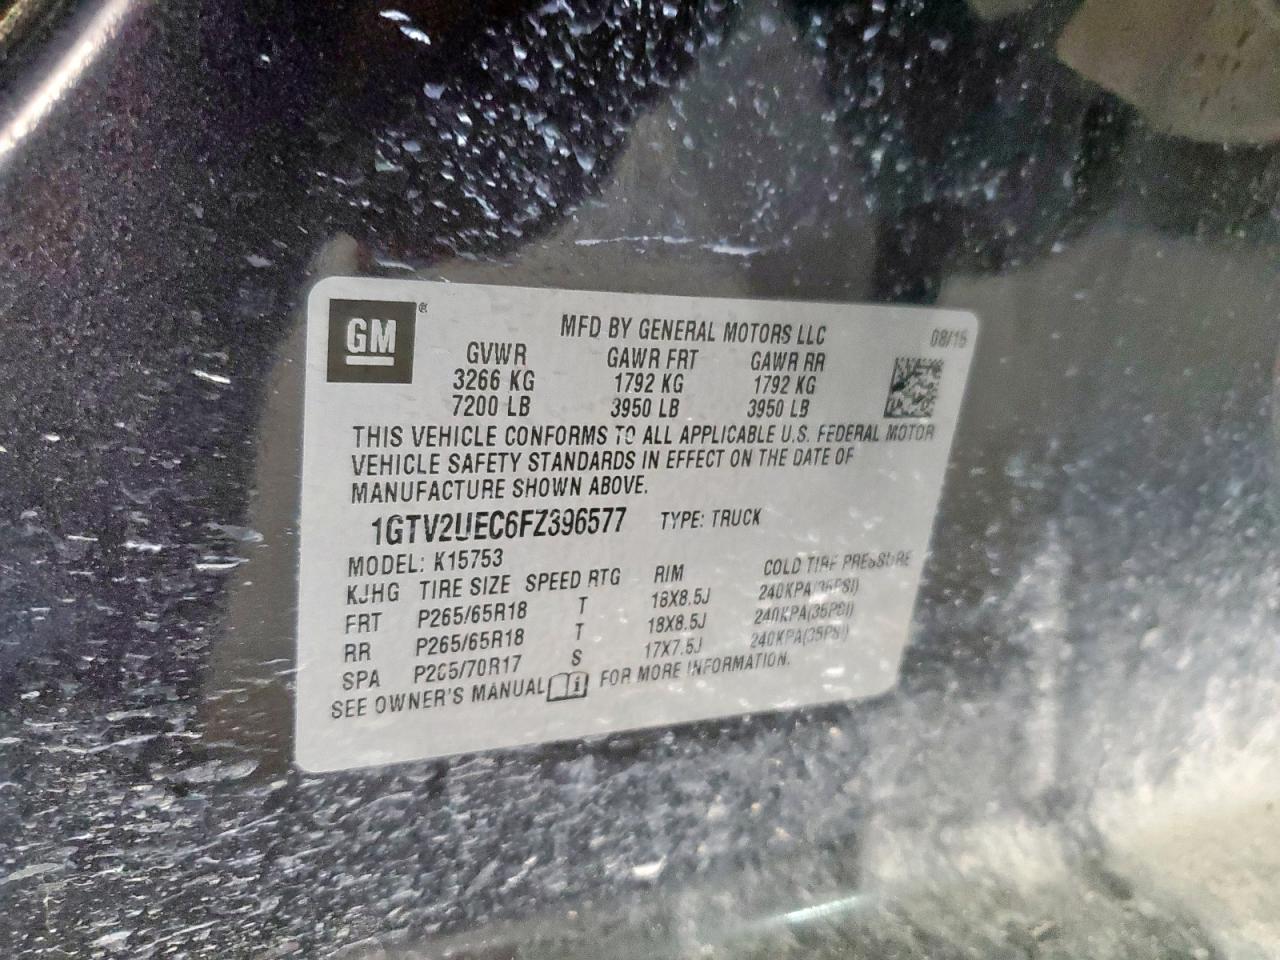 GM ®
MFD BY GENERAL MOTORS LLC 08/15
GVWR GAWR FRT GAWR RR
3266 KG 1792 KG 1792 KG
7200 LB 3950 LB 3950 LB
THIS VEHICLE CONFORMS TO ALL APPLICABLE U.S. FEDERAL MOTOR
VEHICLE SAFETY STANDARDS IN EFFECT ON THE DATE OF
MANUFACTURE SHOWN ABOVE.
1GTV2UEC6FZ396577 TYPE: TRUCK
MODEL: K15753
KJHG TIRE SIZE SPEED RTG RIM COLD TIRE PRESSURE
FRT P265/65R18 T 18X8.5J 240KPA(35PSI)
RR P265/65R18 T 18X8.5J 240KPA(35PSI)
SPA P265/70R17 S 17X7.5J 240KPA(35PSI)
SEE OWNER'S MANUAL i FOR MORE INFORMATION.